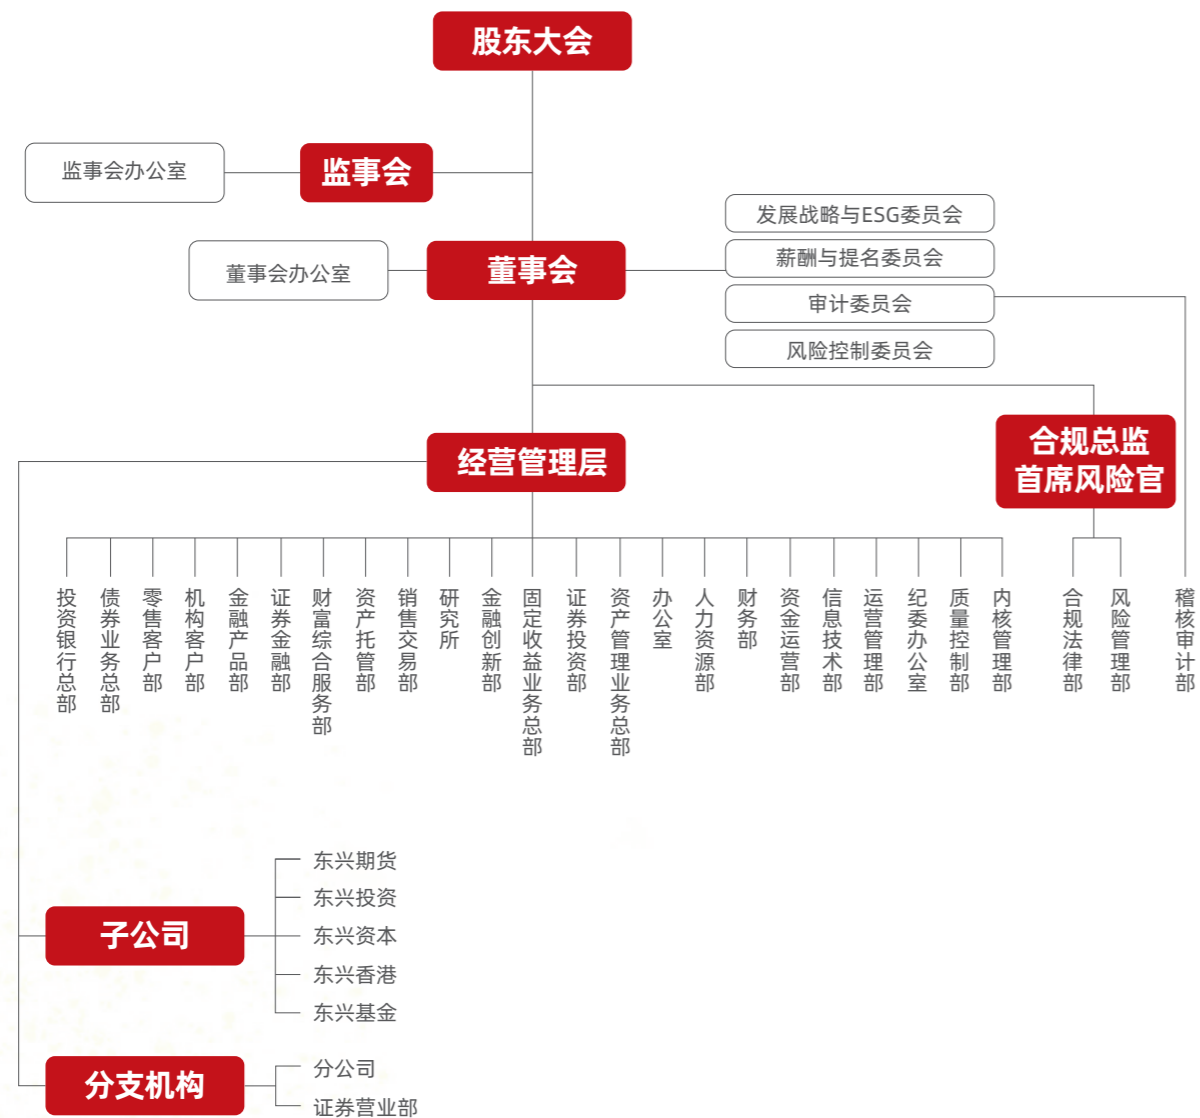 股东大会
监事会办公室
监事会
发展战略与ESG委员会
薪酬与提名委员会
董事会办公室
董事会
审计委员会
风险控制委员会
经营管理层
合规总监
首席风险官
投资银行总部
债券业务总部
零售客户部
机构客户部
金融产品部
证券金融部
财富综合服务部
资产托管部
销售交易部
研究所
金融创新部
固定收益业务总部
证券投资部
资产管理业务总部
办公室
人力资源部
财务部
资金运营部
信息技术部
运营管理部
纪委办公室
质量控制部
内核管理部
合规法律部
风险管理部
稽核审计部
子公司
东兴期货
东兴投资
东兴资本
东兴香港
东兴基金
分支机构
分公司
证券营业部